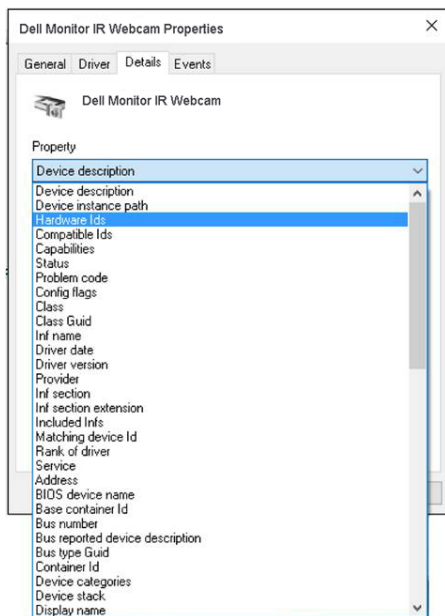 Dell Monitor IR Webcam Properties
General Driver Details Events
Dell Monitor IR Webcam
Property
Device description
Device description
Device instance path
Hardware Ids
Compatible Ids
Capabilities
Status
Problem code
Config flags
Class
Class Guid
Inf name
Driver date
Driver version
Provider
Inf section
Inf section extension
Included Infs
Matching device Id
Rank of driver
Service
Address
BIOS device name
Base container Id
Bus number
Bus reported device description
Bus type Guid
Container Id
Device categories
Device stack
Display name